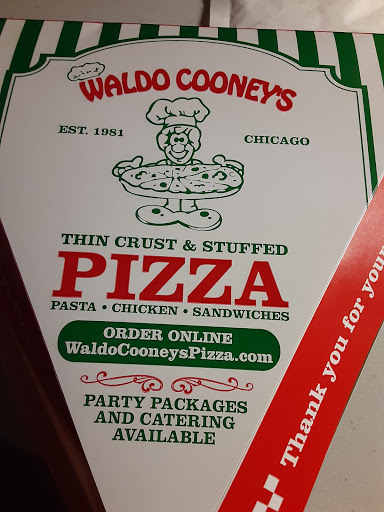 WALDO COONEY'S
EST. 1981
CHICAGO
THIN CRUST & STUFFED
PIZZA
PASTA • CHICKEN • SANDWICHES
ORDER ONLINE
WaldoCooneysPizza.com
PARTY PACKAGES
AND CATERING
AVAILABLE
Thank you for your